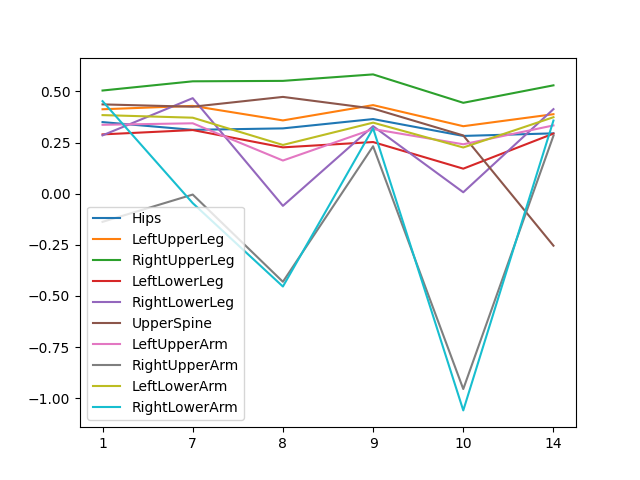 0.50
0.25
0.00
−0.25
−0.50
−0.75
−1.00
Hips
LeftUpperLeg
RightUpperLeg
LeftLowerLeg
RightLowerLeg
UpperSpine
LeftUpperArm
RightUpperArm
LeftLowerArm
RightLowerArm
1 7 8 9 10 14